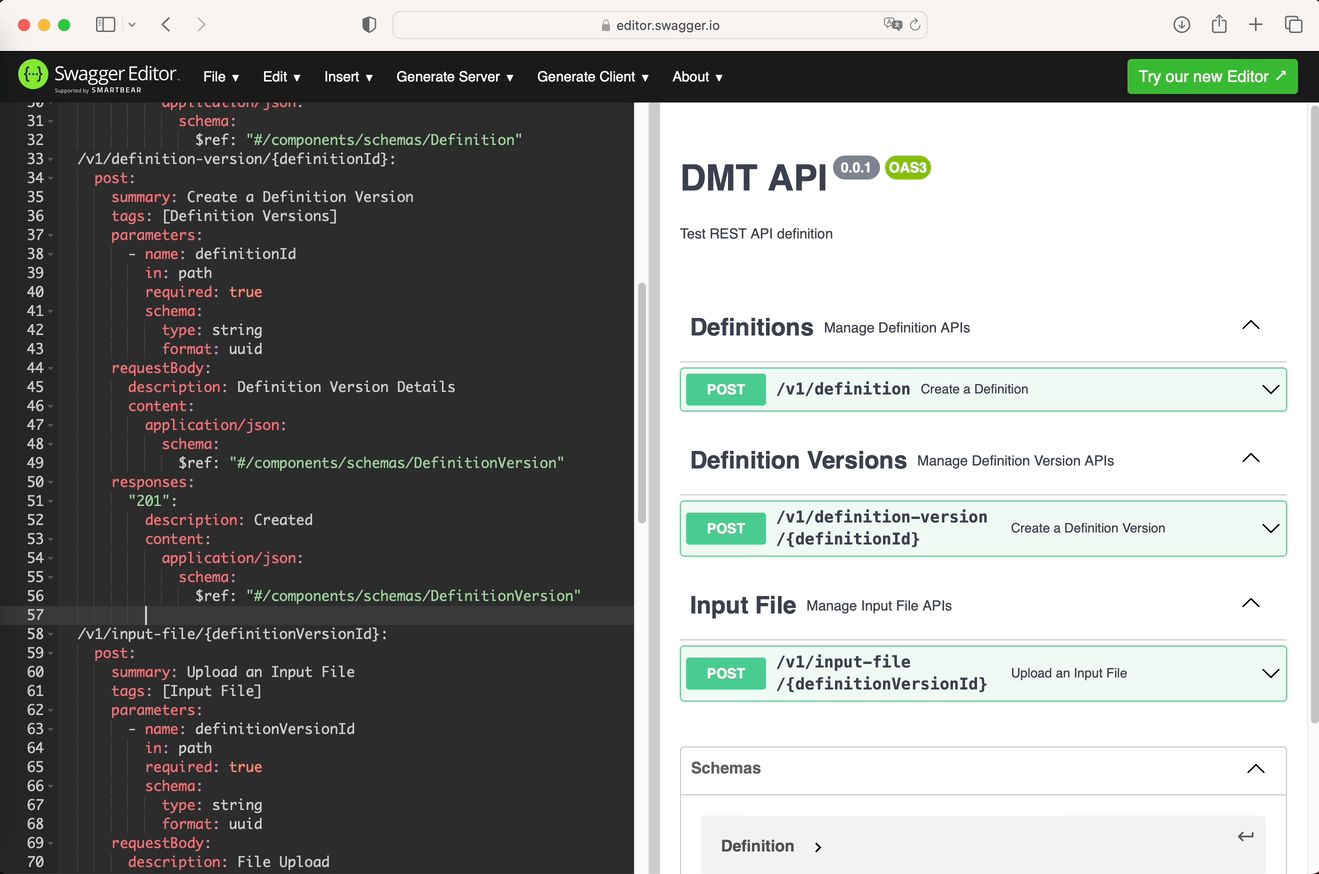 editor.swagger.io
Swagger Editor.
Supported by SMARTBEAR
File ▼ Edit ▼ Insert ▼ Generate Server ▼ Generate Client ▼ About ▼
Try our new Editor ↗
30 application/json:
31 schema:
32 $ref: "#/components/schemas/Definition"
33 /v1/definition-version/{definitionId}:
34 post:
35 summary: Create a Definition Version
36 tags: [Definition Versions]
37 parameters:
38 - name: definitionId
39 in: path
40 required: true
41 schema:
42 type: string
43 format: uuid
44 requestBody:
45 description: Definition Version Details
46 content:
47 application/json:
48 schema:
49 $ref: "#/components/schemas/DefinitionVersion"
50 responses:
51 "201":
52 description: Created
53 content:
54 application/json:
55 schema:
56 $ref: "#/components/schemas/DefinitionVersion"
57
58 /v1/input-file/{definitionVersionId}:
59 post:
60 summary: Upload an Input File
61 tags: [Input File]
62 parameters:
63 - name: definitionVersionId
64 in: path
65 required: true
66 schema:
67 type: string
68 format: uuid
69 requestBody:
70 description: File Upload
DMT API 0.0.1 OAS3
Test REST API definition
Definitions Manage Definition APIs
POST /v1/definition Create a Definition
Definition Versions Manage Definition Version APIs
POST /v1/definition-version
/{definitionId} Create a Definition Version
Input File Manage Input File APIs
POST /v1/input-file
/{definitionVersionId} Upload an Input File
Schemas
Definition